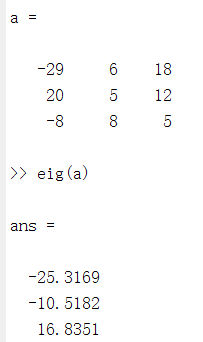 a =
-29 6 18
20 5 12
-8 8 5
>> eig(a)
ans =
-25.3169
-10.5182
16.8351